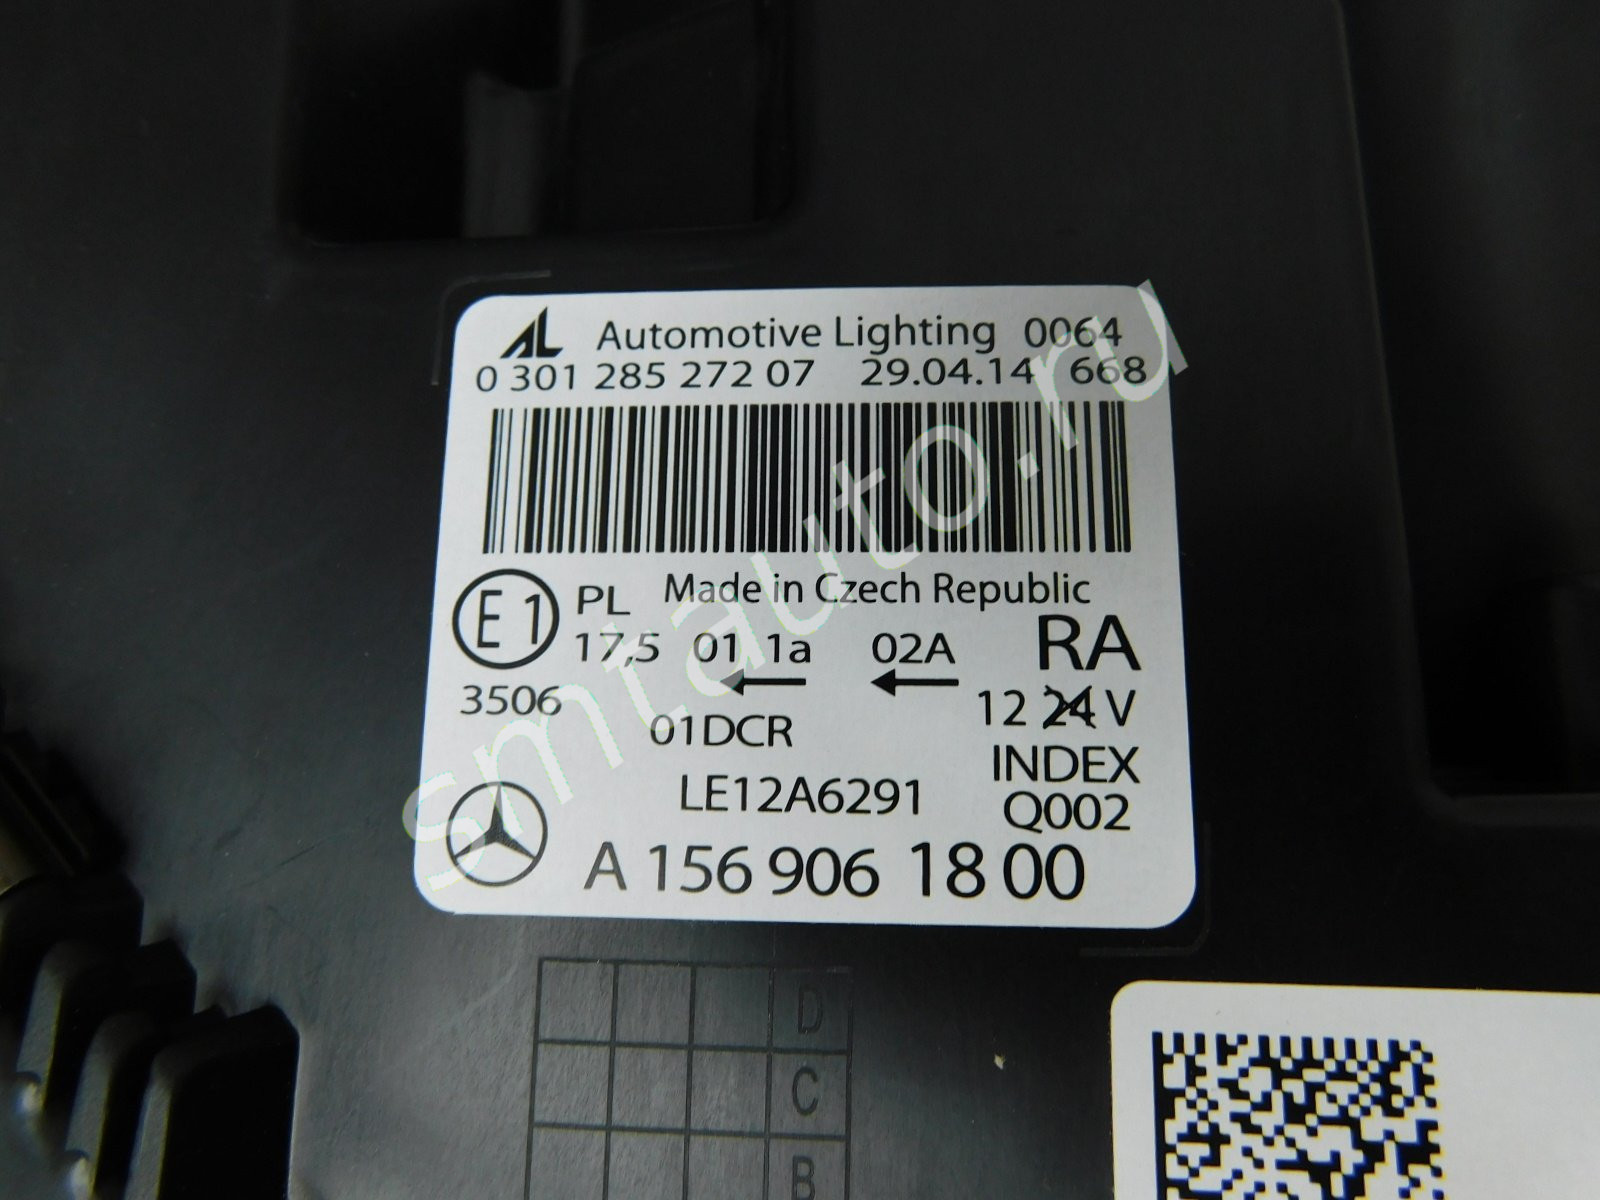 AL Automotive Lighting 0064
0 301 285 272 07 29.04.14 668
E1 PL Made in Czech Republic
17,5 01 1a 02A RA
3506 12 24 V
01DCR INDEX
LE12A6291 Q002
A 156 906 18 00
D
C
B
smtauto.ru